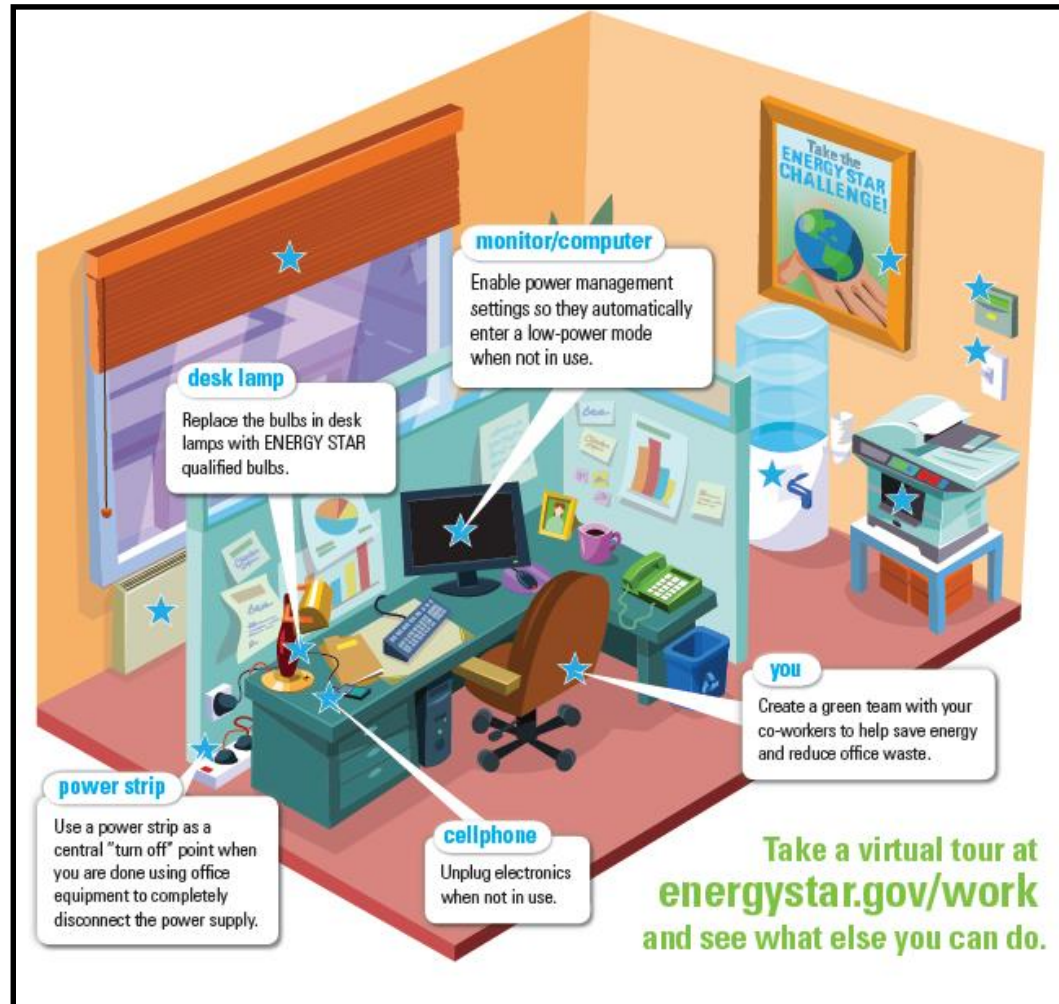 Take the
ENERGY STAR
CHALLENGE!
monitor/computer
Enable power management
settings so they automatically
enter a low-power mode
when not in use.
desk lamp
Replace the bulbs in desk
lamps with ENERGY STAR
qualified bulbs.
you
Create a green team with your
co-workers to help save energy
and reduce office waste.
power strip
Use a power strip as a
central “turn off” point when
you are done using office
equipment to completely
disconnect the power supply.
cellphone
Unplug electronics
when not in use.
Take a virtual tour at
energystar.gov/work
and see what else you can do.